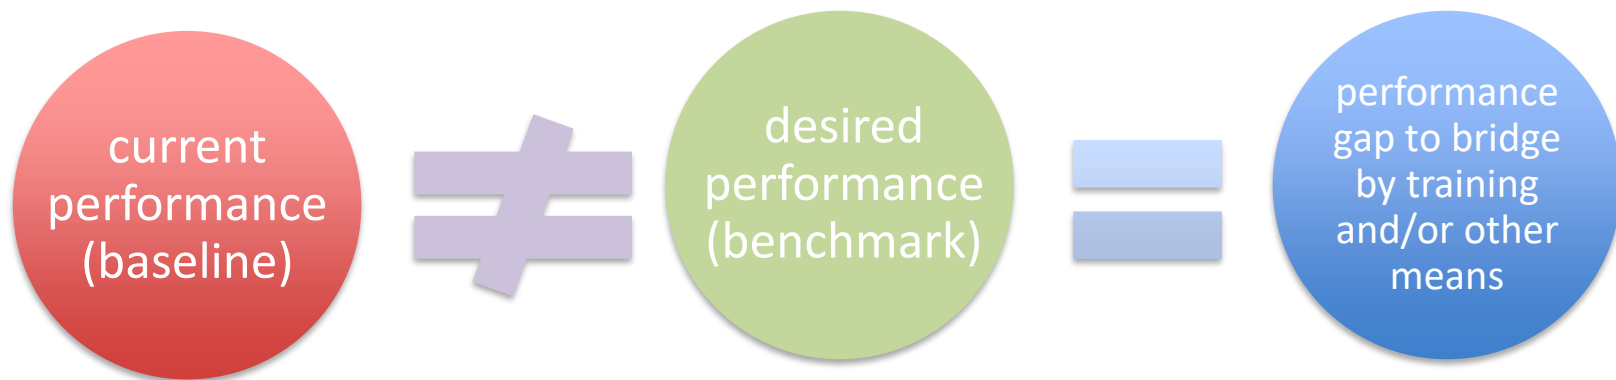 current
performance
(baseline)
≠
desired
performance
(benchmark)
=
performance
gap to bridge
by training
and/or other
means